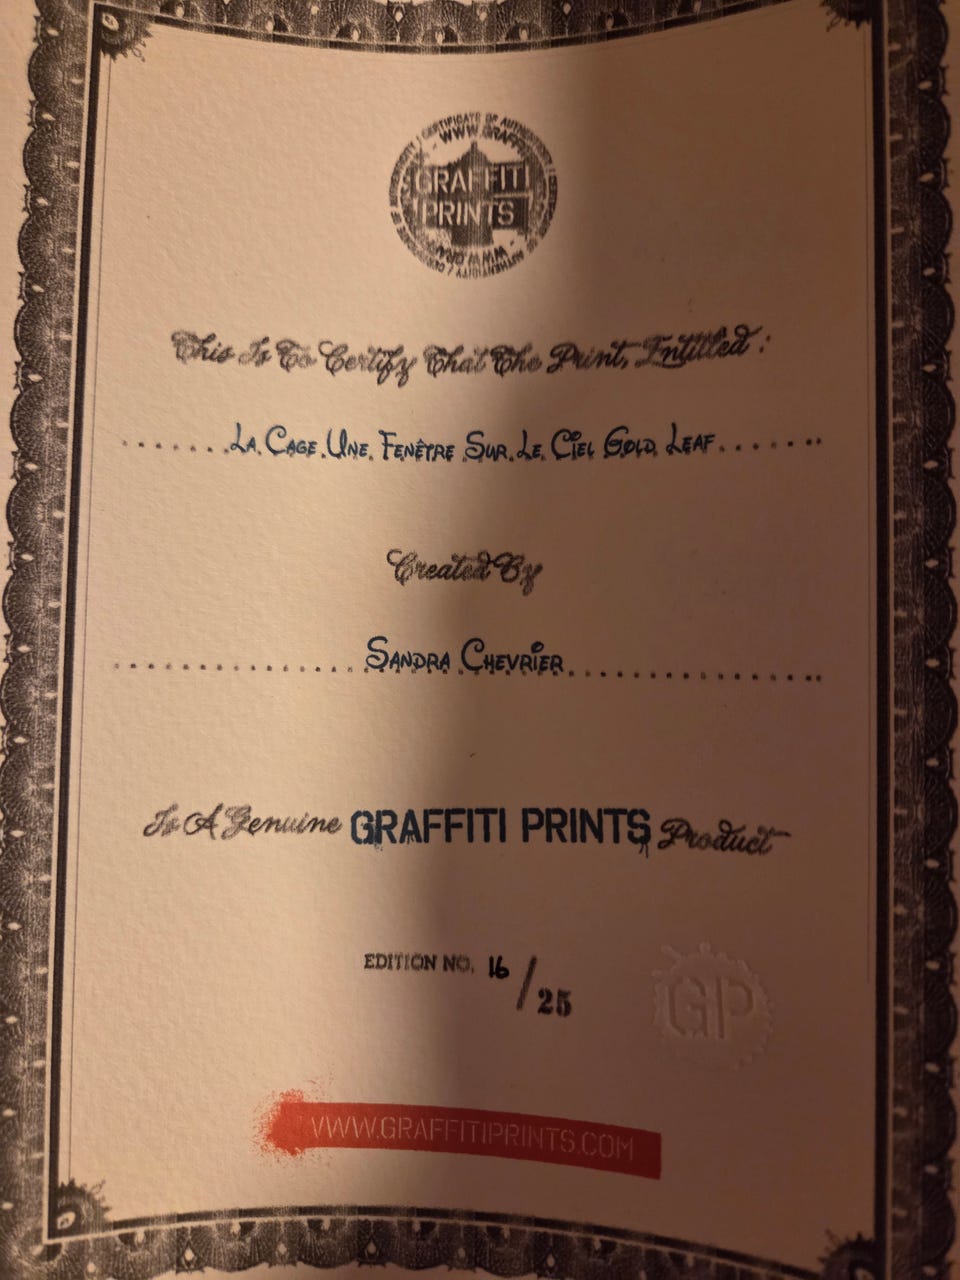 GRAFFITI
PRINTS
This Is To Certify That The Print, Entitled :
La Cage Une Fenêtre Sur Le Ciel Gold Leaf
Created By
Sandra Chevrier
Is A Genuine GRAFFITI PRINTS Product
EDITION NO. 16/25
GP
WWW.GRAFFITIPRINTS.COM